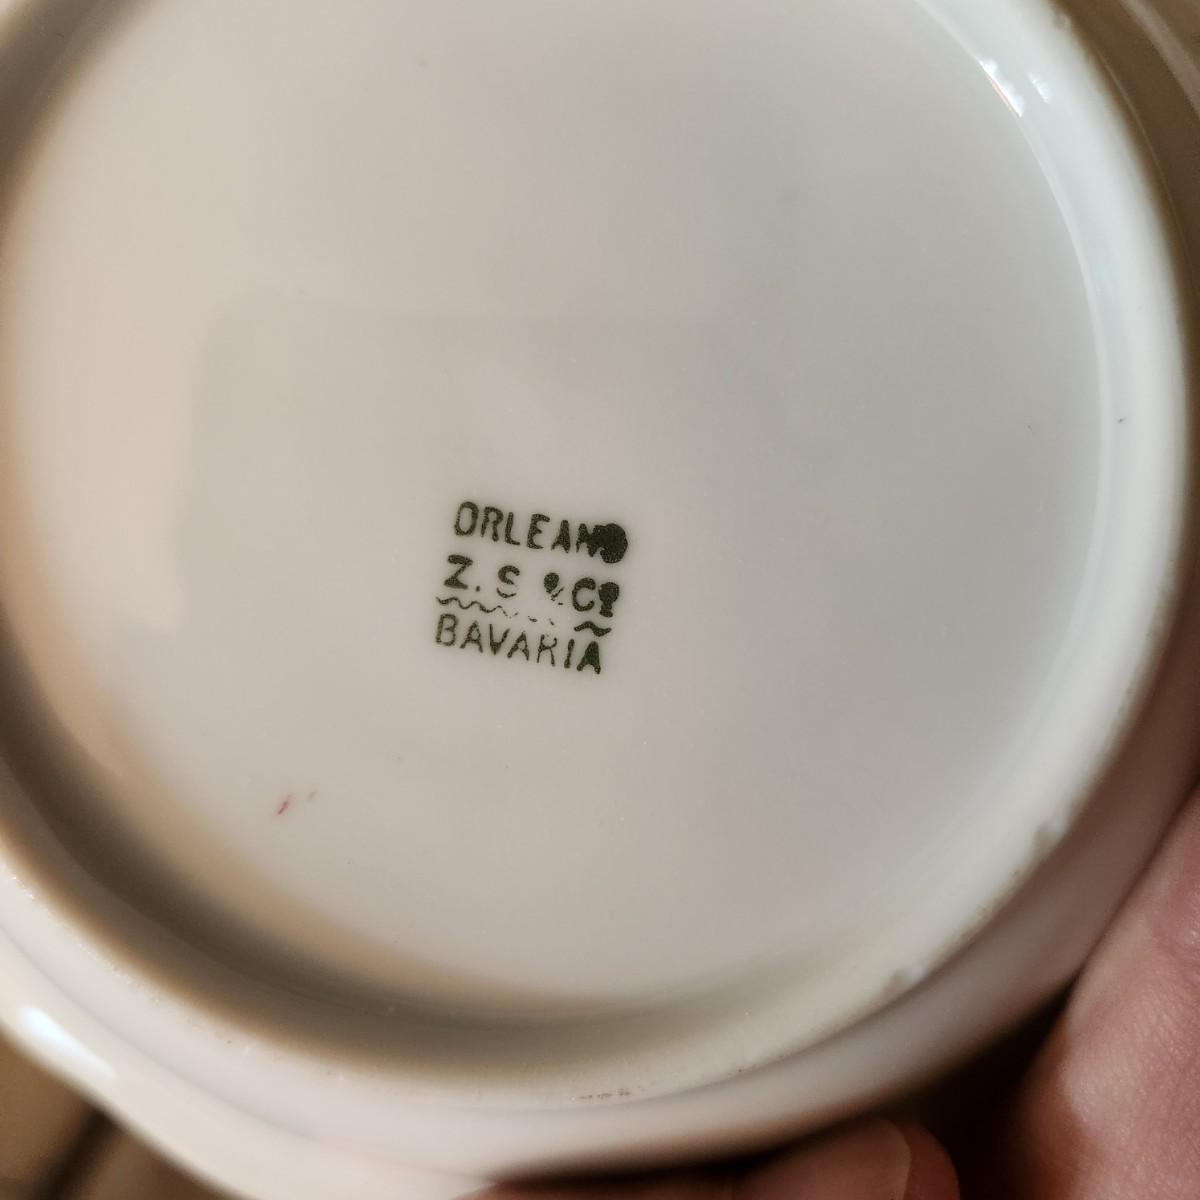 ORLEANS
Z. S & Co
BAVARIA